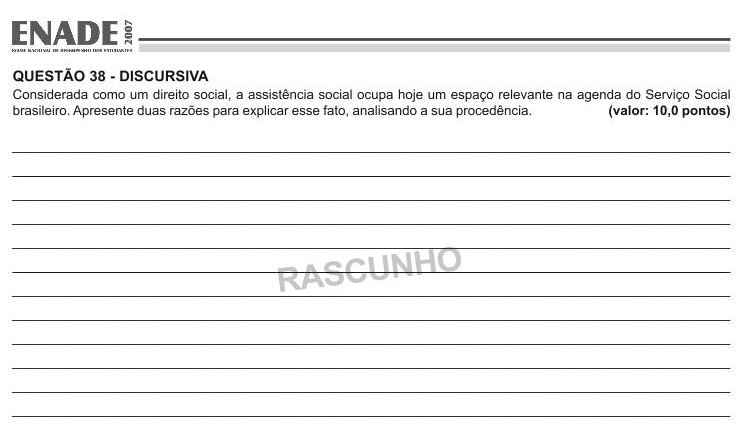 ENADE 2007
EXAME NACIONAL DE DESEMPENHO DOS ESTUDANTES
QUESTÃO 38 - DISCURSIVA
Considerada como um direito social, a assistência social ocupa hoje um espaço relevante na agenda do Serviço Social
brasileiro. Apresente duas razões para explicar esse fato, analisando a sua procedência. (valor: 10,0 pontos)
RASCUNHO